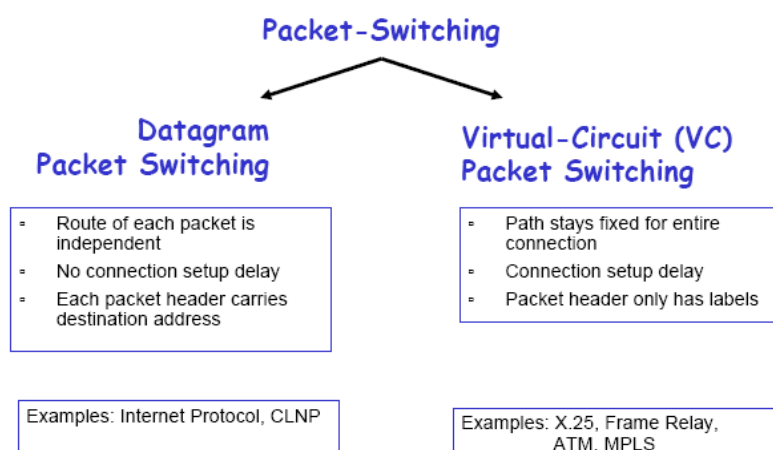 Packet-Switching
Datagram
Packet Switching
▫ Route of each packet is
independent
▫ No connection setup delay
▫ Each packet header carries
destination address
Examples: Internet Protocol, CLNP
Virtual-Circuit (VC)
Packet Switching
▫ Path stays fixed for entire
connection
▫ Connection setup delay
▫ Packet header only has labels
Examples: X.25, Frame Relay,
ATM, MPLS